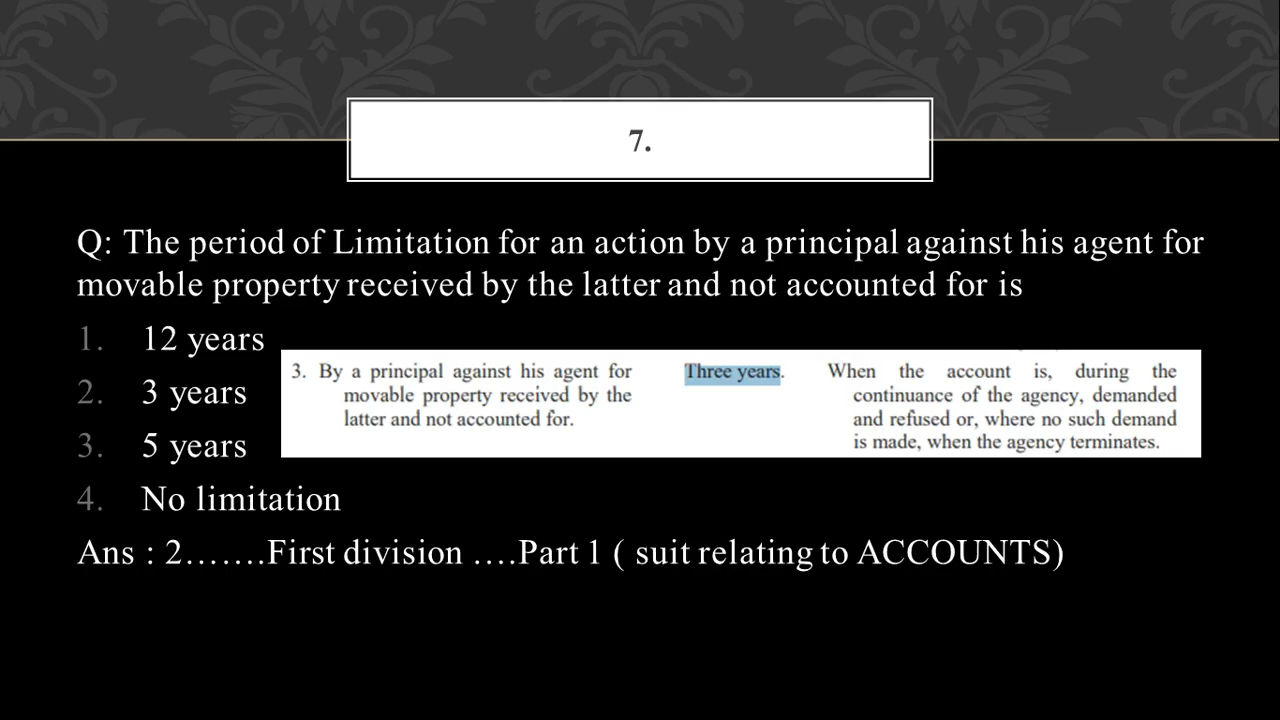 7.
Q: The period of Limitation for an action by a principal against his agent for
movable property received by the latter and not accounted for is
1. 12 years
2. 3 years
3. 5 years
4. No limitation
3. By a principal against his agent for
movable property received by the
latter and not accounted for.
Three years.
When the account is, during the
continuance of the agency, demanded
and refused or, where no such demand
is made, when the agency terminates.
Ans : 2.......First division ....Part 1 ( suit relating to ACCOUNTS)